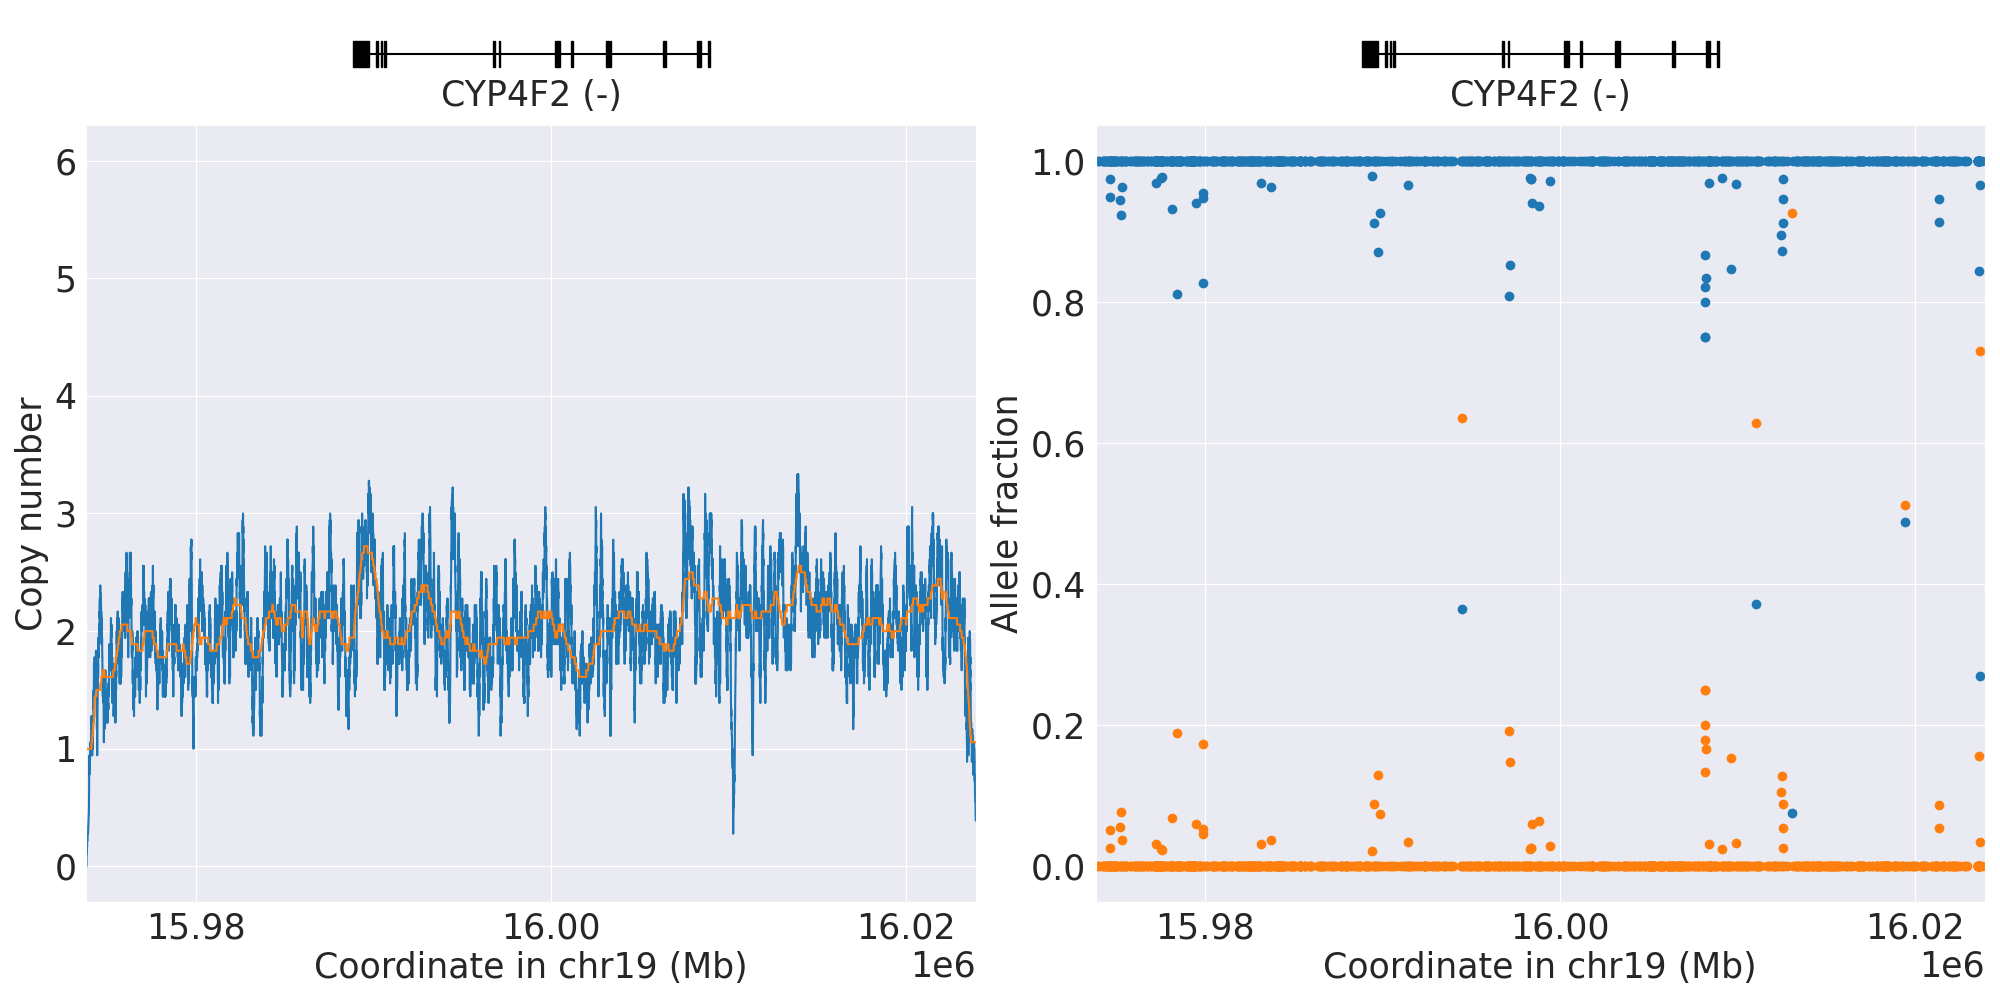 CYP4F2 (-)
CYP4F2 (-)
Copy number
6
5
4
3
2
1
0
15.98
16.00
16.02
Coordinate in chr19 (Mb)
1e6
Allele fraction
1.0
0.8
0.6
0.4
0.2
0.0
15.98
16.00
16.02
Coordinate in chr19 (Mb)
1e6